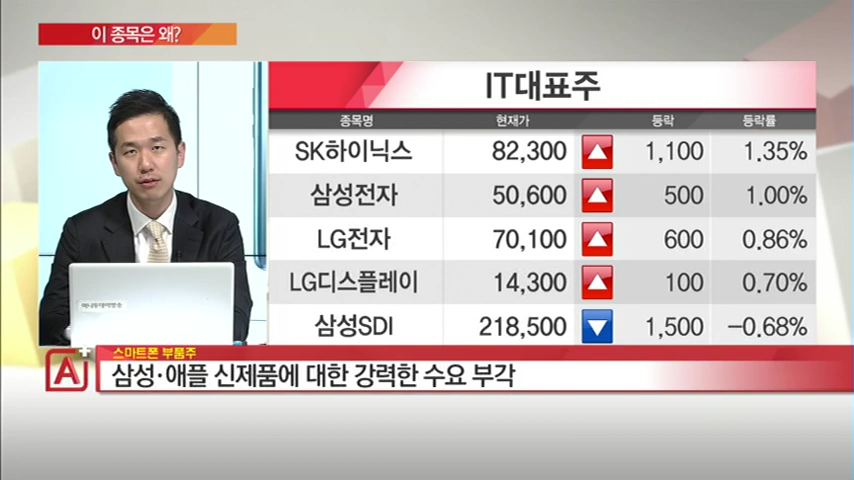 이 종목은 왜?
IT대표주
종목명 현재가 등락 등락률
SK하이닉스 82,300 ▲ 1,100 1.35%
삼성전자 50,600 ▲ 500 1.00%
LG전자 70,100 ▲ 600 0.86%
LG디스플레이 14,300 ▲ 100 0.70%
삼성SDI 218,500 ▼ 1,500 -0.68%
A+ 스마트폰 부품주
삼성·애플 신제품에 대한 강력한 수요 부각